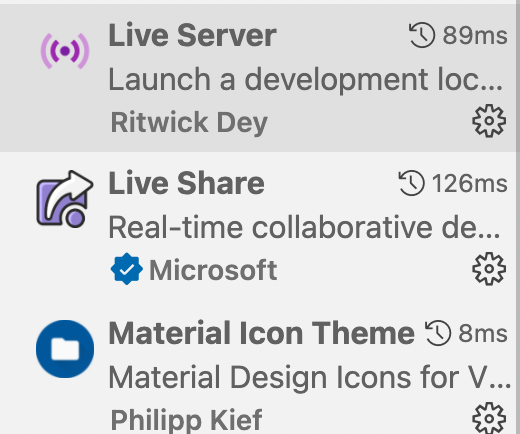 Live Server 89ms
Launch a development loc...
Ritwick Dey
Live Share 126ms
Real-time collaborative de...
Microsoft
Material Icon Theme 8ms
Material Design Icons for V...
Philipp Kief